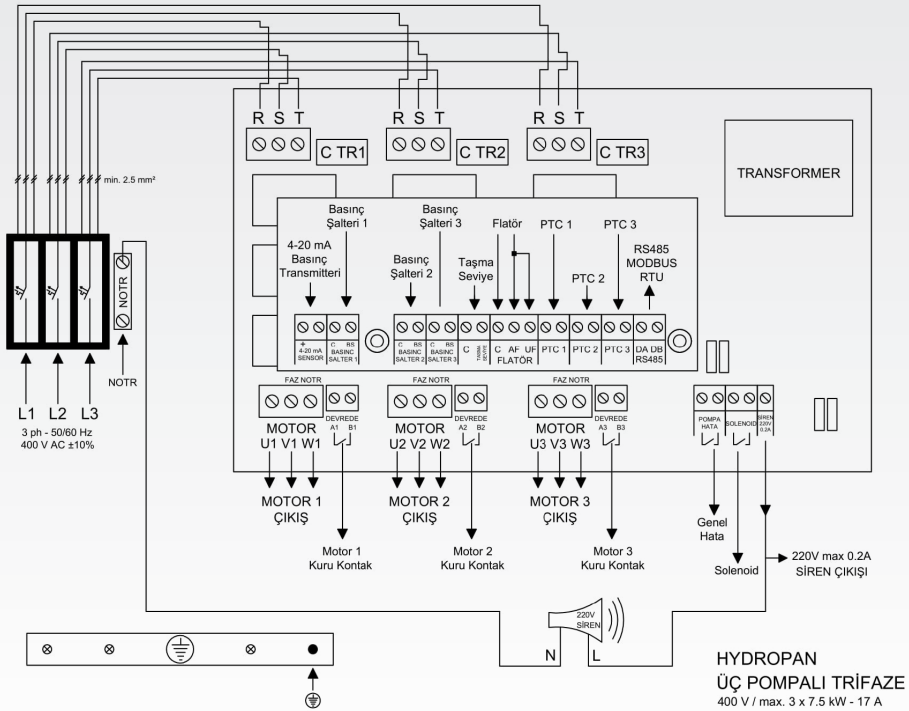 R S T
R S T
R S T
C TR1
C TR2
C TR3
TRANSFORMER
min. 2.5 mm²
Basınç
Şalteri 1
4-20 mA
Basınç
Transmitteri
Basınç
Şalteri 3
Basınç
Şalteri 2
Taşma
Seviye
Flatör
PTC 1
PTC 2
PTC 3
RS485
MODBUS
RTU
NOTR
NOTR
+
4-20 mA
SENSOR
C BS
BASINC
SALTER 1
C BS
BASINC
SALTER 2
C BS
BASINC
SALTER 3
C
TASMA
SEVIYE
C AF UF
FLATÖR
PTC 1
PTC 2
PTC 3
DA DB
RS485
L1 L2 L3
3 ph - 50/60 Hz
400 V AC ±10%
FAZ NOTR
MOTOR
U1 V1 W1
DEVREDE
A1 B1
FAZ NOTR
MOTOR
U2 V2 W2
DEVREDE
A2 B2
FAZ NOTR
MOTOR
U3 V3 W3
DEVREDE
A3 B3
POMPA
HATA
SOLENOID
SİREN
220V
0.2A
MOTOR 1
ÇIKIŞ
MOTOR 2
ÇIKIŞ
MOTOR 3
ÇIKIŞ
Motor 1
Kuru Kontak
Motor 2
Kuru Kontak
Motor 3
Kuru Kontak
Genel
Hata
Solenoid
220V max 0.2A
SİREN ÇIKIŞI
220V
SİREN
N
L
HYDROPAN
ÜÇ POMPALI TRİFAZE
400 V / max. 3 x 7.5 kW - 17 A